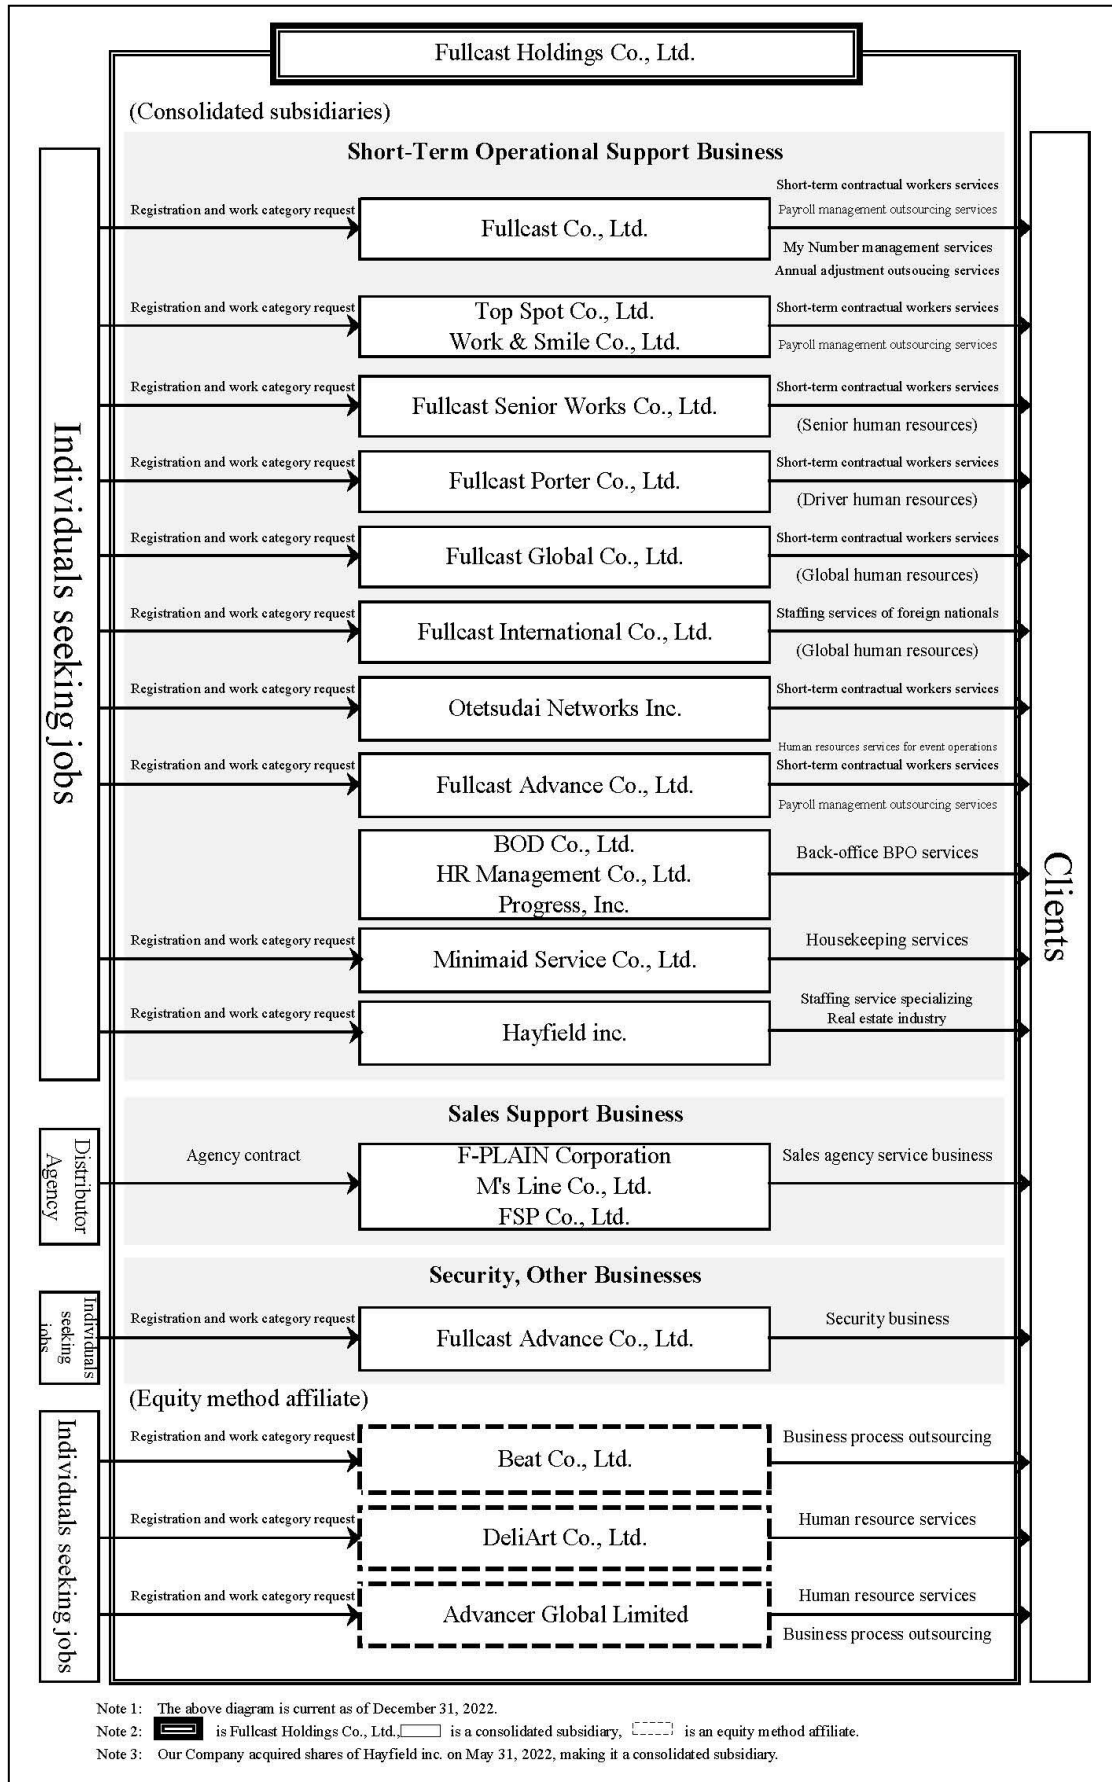 Fullcast Holdings Co., Ltd.
(Consolidated subsidiaries)
Individuals seeking jobs
Clients
Short-Term Operational Support Business
Registration and work category request
Fullcast Co., Ltd.
Short-term contractual workers services
Payroll management outsourcing services
My Number management services
Annual adjustment outsoucing services
Registration and work category request
Top Spot Co., Ltd.
Work & Smile Co., Ltd.
Short-term contractual workers services
Payroll management outsourcing services
Registration and work category request
Fullcast Senior Works Co., Ltd.
Short-term contractual workers services
(Senior human resources)
Registration and work category request
Fullcast Porter Co., Ltd.
Short-term contractual workers services
(Driver human resources)
Registration and work category request
Fullcast Global Co., Ltd.
Short-term contractual workers services
(Global human resources)
Registration and work category request
Fullcast International Co., Ltd.
Staffing services of foreign nationals
(Global human resources)
Registration and work category request
Otetsudai Networks Inc.
Short-term contractual workers services
Registration and work category request
Fullcast Advance Co., Ltd.
Human resources services for event operations
Short-term contractual workers services
Payroll management outsourcing services
BOD Co., Ltd.
HR Management Co., Ltd.
Progress, Inc.
Back-office BPO services
Registration and work category request
Minimaid Service Co., Ltd.
Housekeeping services
Registration and work category request
Hayfield inc.
Staffing service specializing
Real estate industry
Sales Support Business
Distributor
Agency
Agency contract
F-PLAIN Corporation
M's Line Co., Ltd.
FSP Co., Ltd.
Sales agency service business
Security, Other Businesses
Individuals
seeking
jobs
Registration and work category request
Fullcast Advance Co., Ltd.
Security business
(Equity method affiliate)
Individuals seeking jobs
Registration and work category request
Beat Co., Ltd.
Business process outsourcing
Registration and work category request
DeliArt Co., Ltd.
Human resource services
Registration and work category request
Advancer Global Limited
Human resource services
Business process outsourcing
Note 1: The above diagram is current as of December 31, 2022.
Note 2: is Fullcast Holdings Co., Ltd., is a consolidated subsidiary, is an equity method affiliate.
Note 3: Our Company acquired shares of Hayfield inc. on May 31, 2022, making it a consolidated subsidiary.